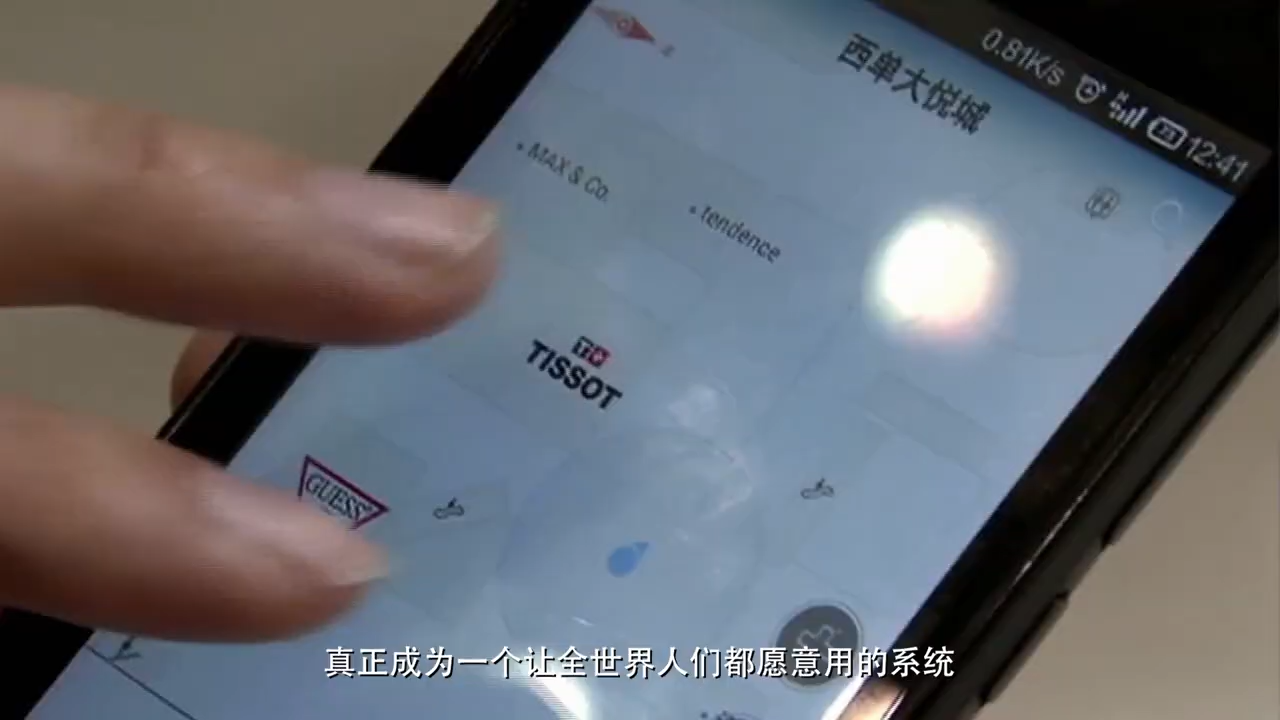 0.81K/s 12:41
西单大悦城
MAX & Co.
tendence
TISSOT
GUESS
真正成为一个让全世界人们都愿意用的系统